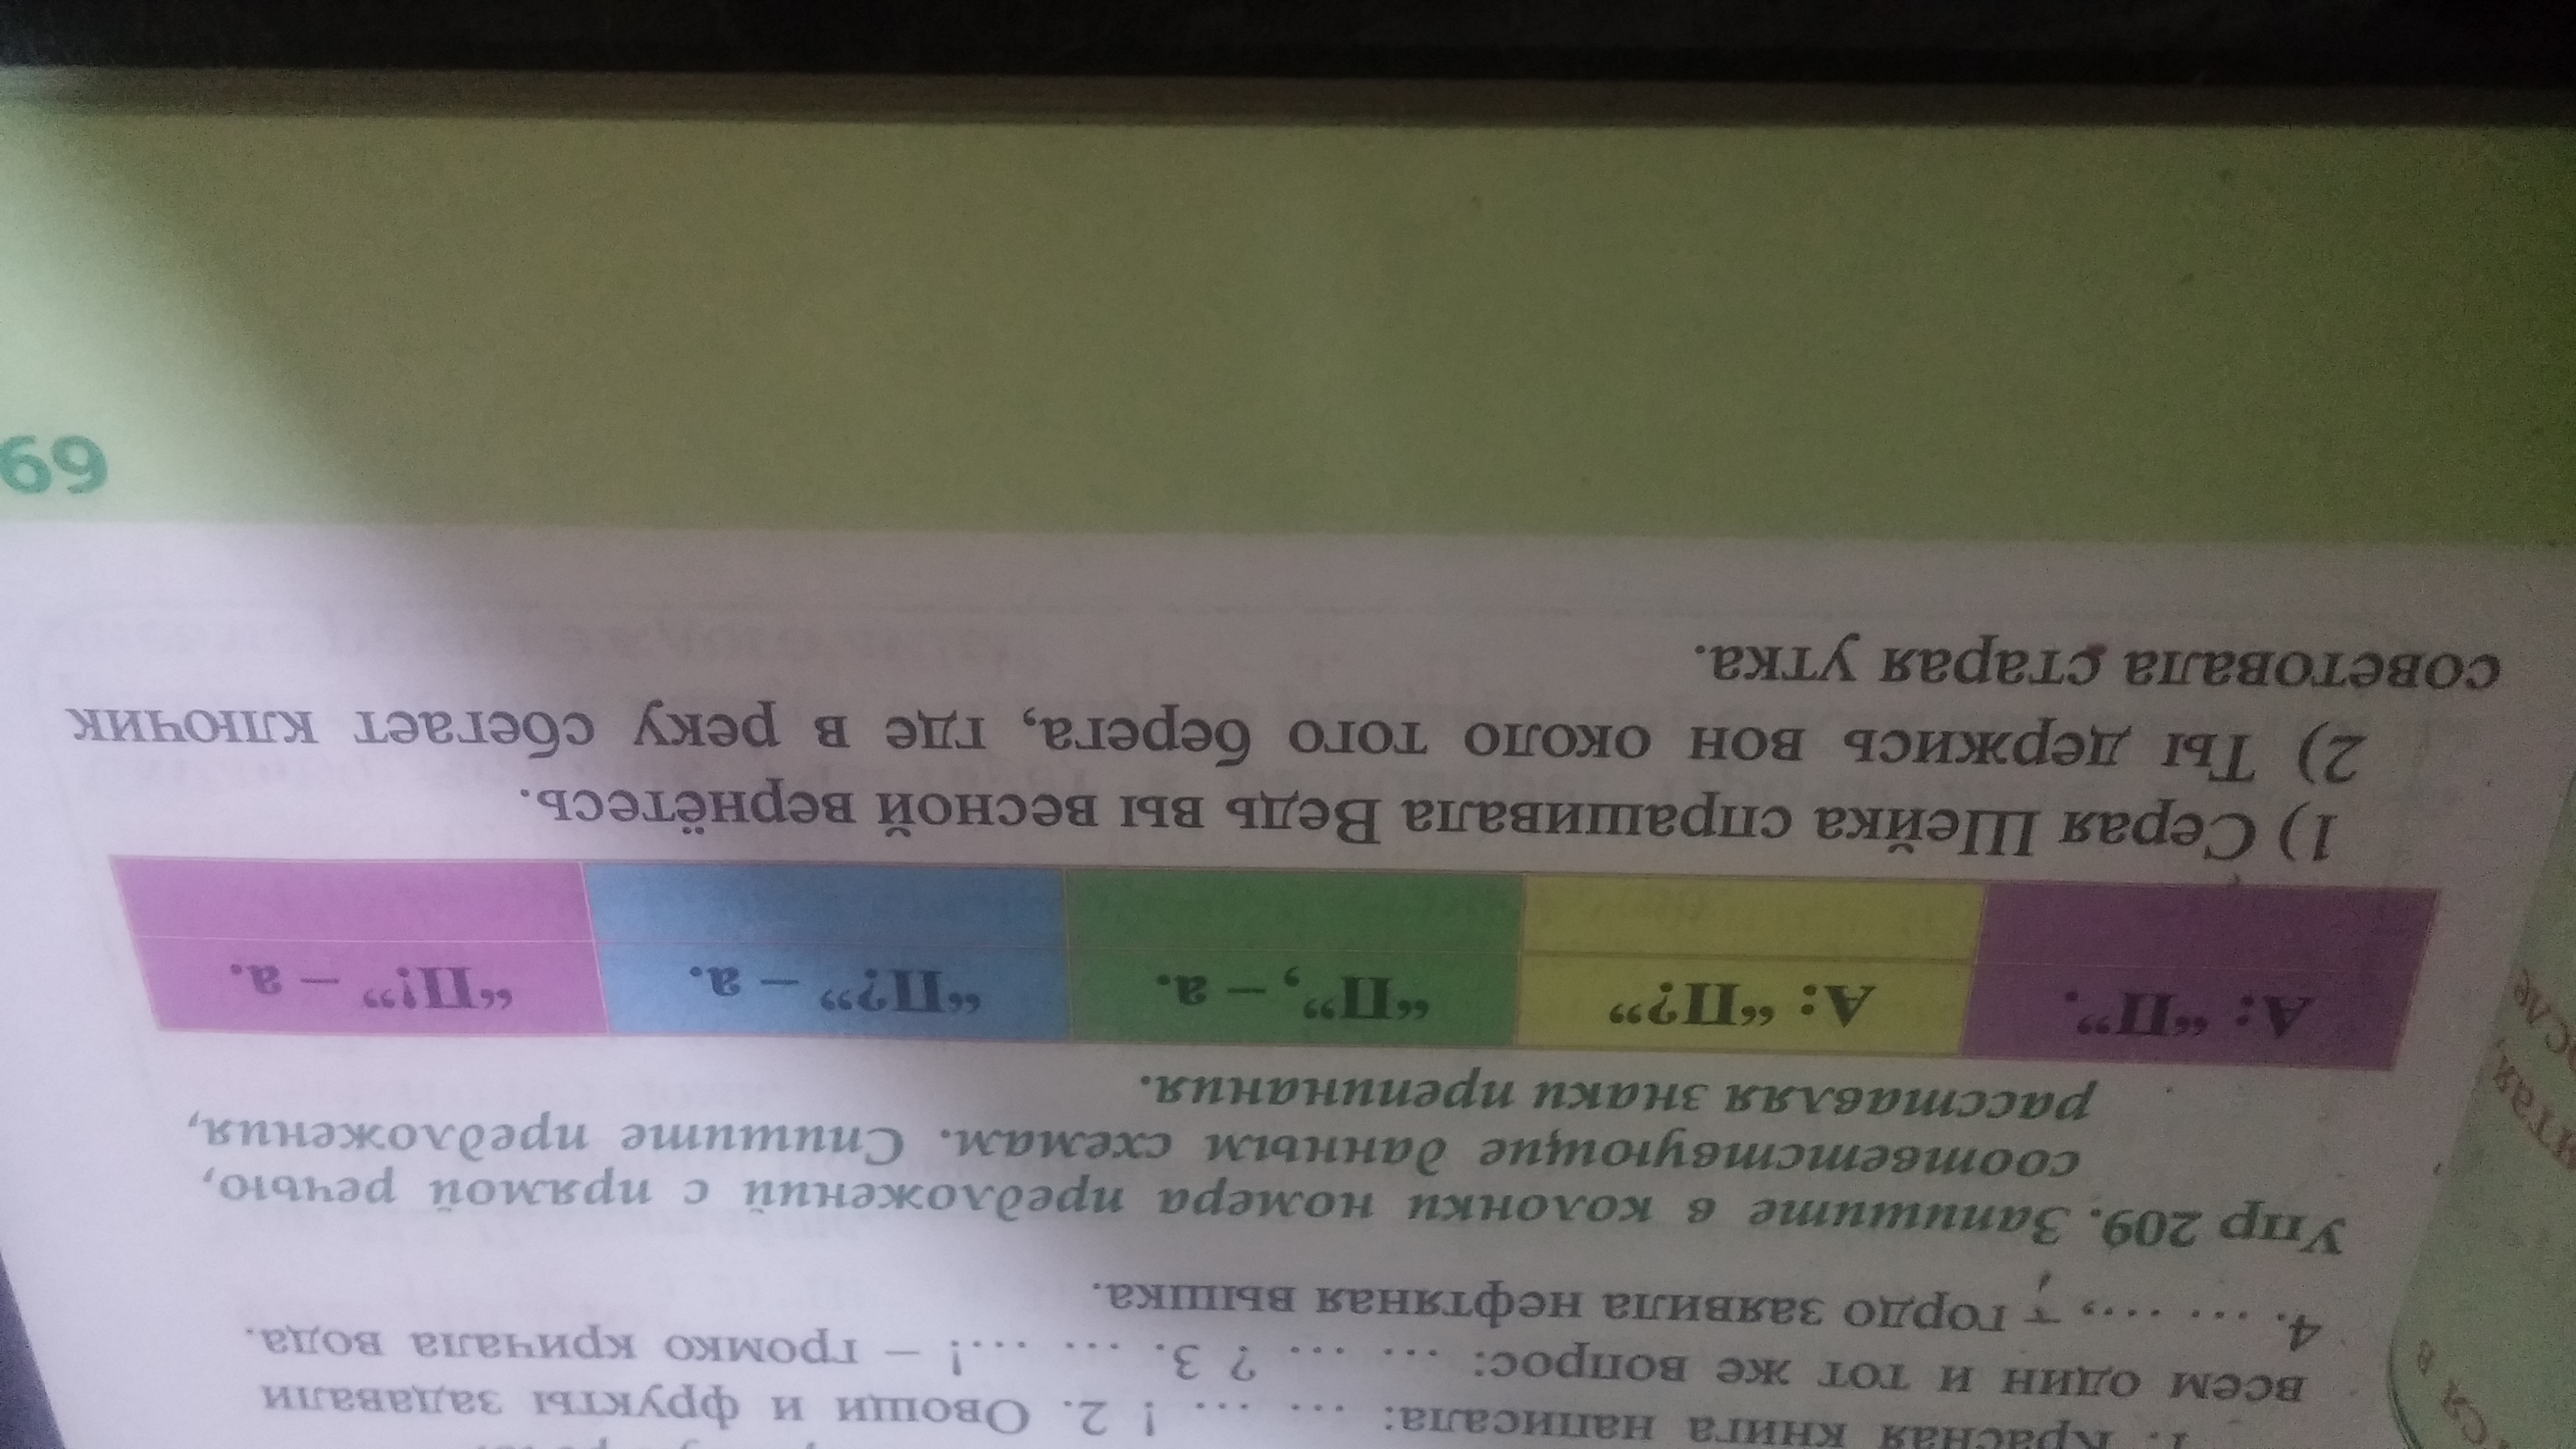 1. Красная книга написала: ... ... ! 2. Овощи и фрукты задавали
всем один и тот же вопрос: ... ... ... ? 3. ... ... ...! – громко кричала вода.
4. ... ..., – гордо заявила нефтяная вышка.
Упр 209. Запишите в колонки номера предложений с прямой речью,
соответствующие данным схемам. Спишите предложения,
расставляя знаки препинания.
А: “П”. А: “П?” “П”, – а. “П?” – а. “П!” – а.
1) Серая Шейка спрашивала Ведь вы весной вернётесь.
2) Ты держись вон около того берега, где в реку сбегает ключик
советовала старая утка.
69